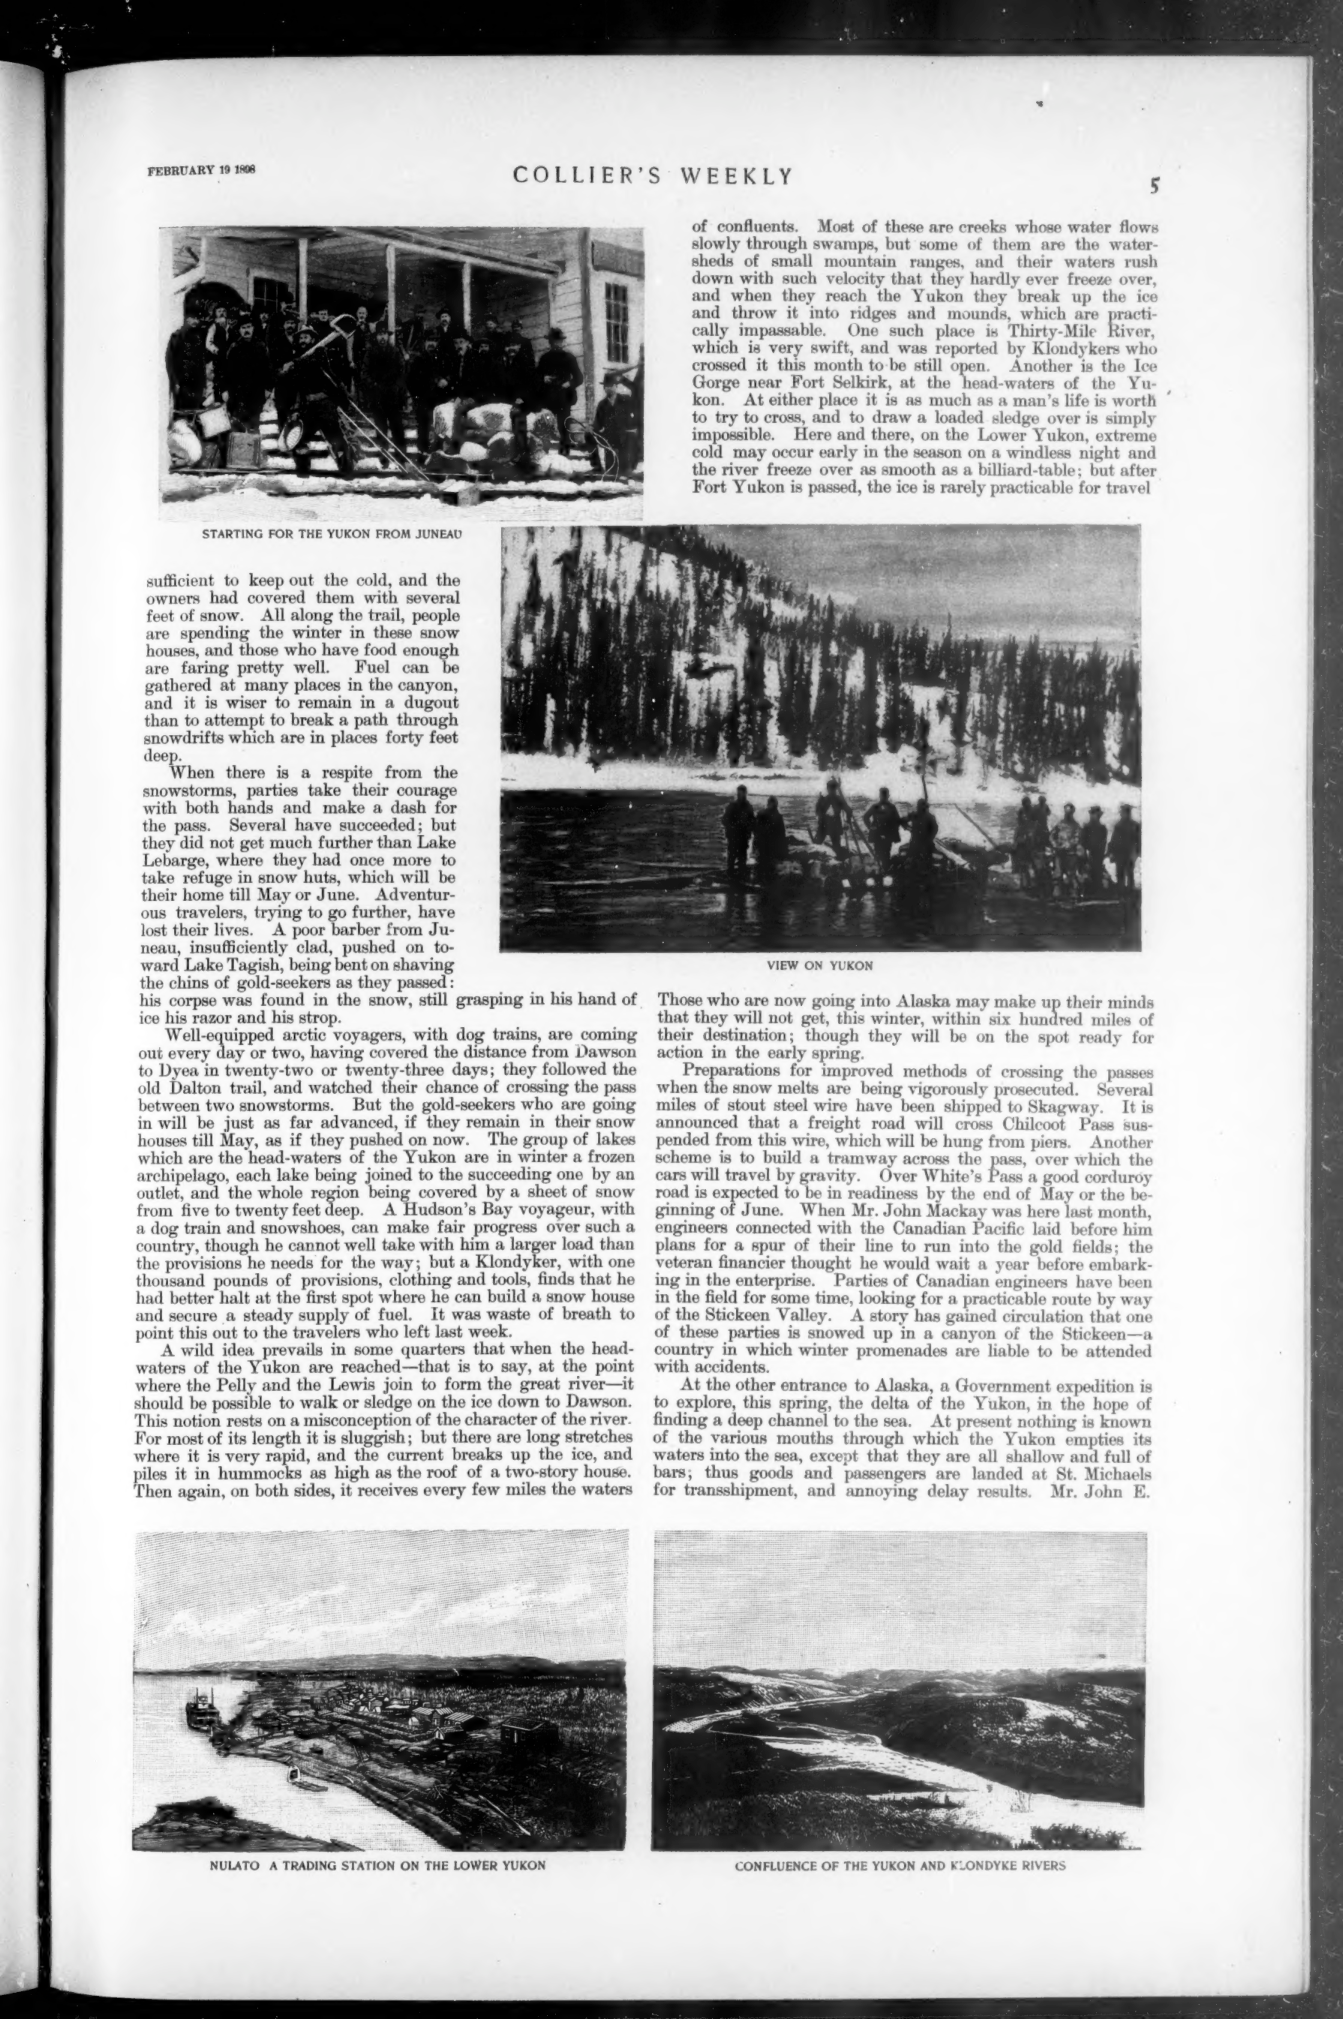 FEBRUARY 19 1898
COLLIER'S WEEKLY
5
STARTING FOR THE YUKON FROM JUNEAU
sufficient to keep out the cold, and the
owners had covered them with several
feet of snow. All along the trail, people
are spending the winter in these snow
houses, and those who have food enough
are faring pretty well. Fuel can be
gathered at many places in the canyon,
and it is wiser to remain in a dugout
than to attempt to break a path through
snowdrifts which are in places forty feet
deep.
When there is a respite from the
snowstorms, parties take their courage
with both hands and make a dash for
the pass. Several have succeeded; but
they did not get much further than Lake
Lebarge, where they had once more to
take refuge in snow huts, which will be
their home till May or June. Adventur-
ous travelers, trying to go further, have
lost their lives. A poor barber from Ju-
neau, insufficiently clad, pushed on to-
ward Lake Tagish, being bent on shaving
the chins of gold-seekers as they passed:
his corpse was found in the snow, still grasping in his hand of
ice his razor and his strop.
Well-equipped arctic voyagers, with dog trains, are coming
out every day or two, having covered the distance from Dawson
to Dyea in twenty-two or twenty-three days; they followed the
old Dalton trail, and watched their chance of crossing the pass
between two snowstorms. But the gold-seekers who are going
in will be just as far advanced, if they remain in their snow
houses till May, as if they pushed on now. The group of lakes
which are the head-waters of the Yukon are in winter a frozen
archipelago, each lake being joined to the succeeding one by an
outlet, and the whole region being covered by a sheet of snow
from five to twenty feet deep. A Hudson's Bay voyageur, with
a dog train and snowshoes, can make fair progress over such a
country, though he cannot well take with him a larger load than
the provisions he needs for the way; but a Klondyker, with one
thousand pounds of provisions, clothing and tools, finds that he
had better halt at the first spot where he can build a snow house
and secure a steady supply of fuel. It was waste of breath to
point this out to the travelers who left last week.
A wild idea prevails in some quarters that when the head-
waters of the Yukon are reached—that is to say, at the point
where the Pelly and the Lewis join to form the great river—it
should be possible to walk or sledge on the ice down to Dawson.
This notion rests on a misconception of the character of the river.
For most of its length it is sluggish; but there are long stretches
where it is very rapid, and the current breaks up the ice, and
piles it in hummocks as high as the roof of a two-story house.
Then again, on both sides, it receives every few miles the waters
of confluents. Most of these are creeks whose water flows
slowly through swamps, but some of them are the water-
sheds of small mountain ranges, and their waters rush
down with such velocity that they hardly ever freeze over,
and when they reach the Yukon they break up the ice
and throw it into ridges and mounds, which are practi-
cally impassable. One such place is Thirty-Mile River,
which is very swift, and was reported by Klondykers who
crossed it this month to be still open. Another is the Ice
Gorge near Fort Selkirk, at the head-waters of the Yu-
kon. At either place it is as much as a man's life is worth
to try to cross, and to draw a loaded sledge over is simply
impossible. Here and there, on the Lower Yukon, extreme
cold may occur early in the season on a windless night and
the river freeze over as smooth as a billiard-table; but after
Fort Yukon is passed, the ice is rarely practicable for travel
VIEW ON YUKON
Those who are now going into Alaska may make up their minds
that they will not get, this winter, within six hundred miles of
their destination; though they will be on the spot ready for
action in the early spring.
Preparations for improved methods of crossing the passes
when the snow melts are being vigorously prosecuted. Several
miles of stout steel wire have been shipped to Skagway. It is
announced that a freight road will cross Chilcoot Pass sus-
pended from this wire, which will be hung from piers. Another
scheme is to build a tramway across the pass, over which the
cars will travel by gravity. Over White's Pass a good corduroy
road is expected to be in readiness by the end of May or the be-
ginning of June. When Mr. John Mackay was here last month,
engineers connected with the Canadian Pacific laid before him
plans for a spur of their line to run into the gold fields; the
veteran financier thought he would wait a year before embark-
ing in the enterprise. Parties of Canadian engineers have been
in the field for some time, looking for a practicable route by way
of the Stickeen Valley. A story has gained circulation that one
of these parties is snowed up in a canyon of the Stickeen—a
country in which winter promenades are liable to be attended
with accidents.
At the other entrance to Alaska, a Government expedition is
to explore, this spring, the delta of the Yukon, in the hope of
finding a deep channel to the sea. At present nothing is known
of the various mouths through which the Yukon empties its
waters into the sea, except that they are all shallow and full of
bars; thus goods and passengers are landed at St. Michaels
for transshipment, and annoying delay results. Mr. John E.
NULATO A TRADING STATION ON THE LOWER YUKON
CONFLUENCE OF THE YUKON AND KLONDYKE RIVERS